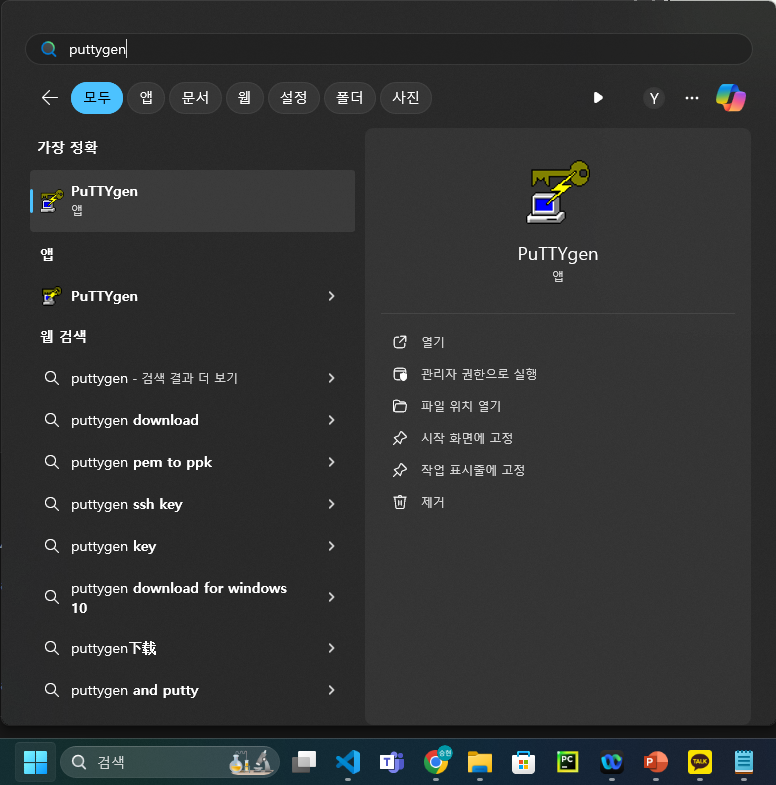 puttygen
모두
앱
문서
웹
설정
폴더
사진
Y
가장 정확
PuTTYgen
앱
앱
PuTTYgen
웹 검색
puttygen - 검색 결과 더 보기
puttygen download
puttygen pem to ppk
puttygen ssh key
puttygen key
puttygen download for windows
10
puttygen下载
puttygen and putty
PuTTYgen
앱
열기
관리자 권한으로 실행
파일 위치 열기
시작 화면에 고정
작업 표시줄에 고정
제거
검색
T
승현
PC
P
TALK